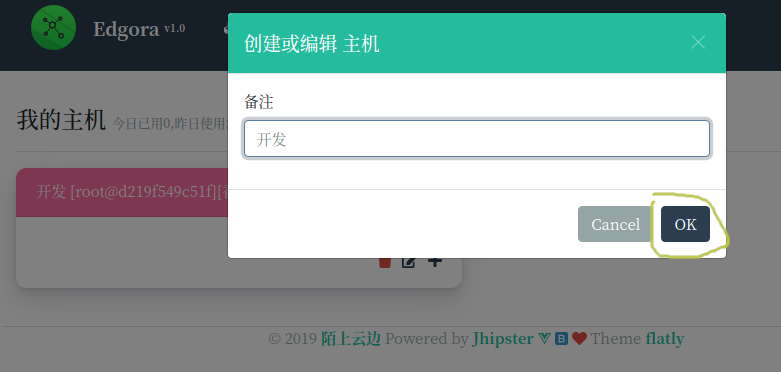 Edgora v1.0
创建或编辑 主机
备注
开发
我的主机 今日已用0,昨日使用
开发 [root@d219f549c51f][
Cancel OK
© 2019 陌上云边 Powered by Jhipster Theme flatly